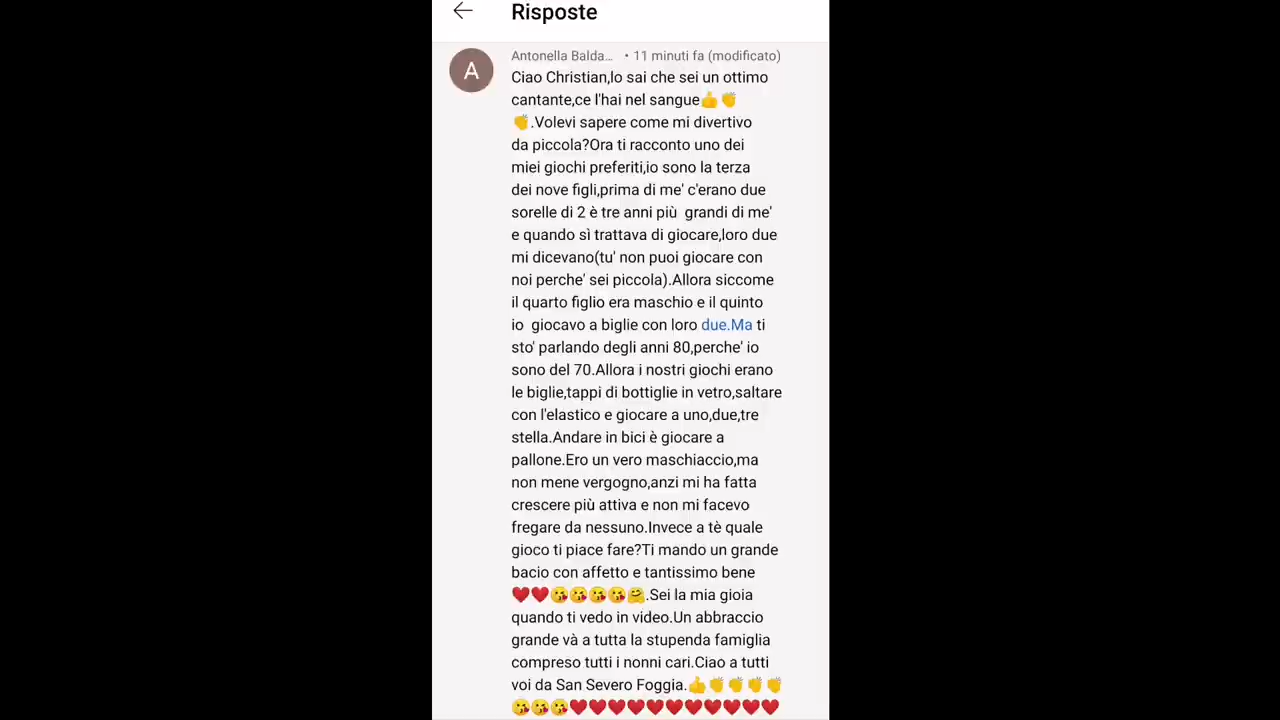 Risposte
Antonella Balda... • 11 minuti fa (modificato)
Ciao Christian,lo sai che sei un ottimo
cantante,ce l'hai nel sangue👍👏
👏.Volevi sapere come mi divertivo
da piccola?Ora ti racconto uno dei
miei giochi preferiti,io sono la terza
dei nove figli,prima di me' c'erano due
sorelle di 2 è tre anni più  grandi di me'
e quando sì trattava di giocare,loro due
mi dicevano(tu' non puoi giocare con
noi perche' sei piccola).Allora siccome
il quarto figlio era maschio e il quinto
io  giocavo a biglie con loro due.Ma ti
sto' parlando degli anni 80,perche' io
sono del 70.Allora i nostri giochi erano
le biglie,tappi di bottiglie in vetro,saltare
con l'elastico e giocare a uno,due,tre
stella.Andare in bici è giocare a
pallone.Ero un vero maschiaccio,ma
non mene vergogno,anzi mi ha fatta
crescere più attiva e non mi facevo
fregare da nessuno.Invece a tè quale
gioco ti piace fare?Ti mando un grande
bacio con affetto e tantissimo bene
❤️❤️😘😘😘😘🤗.Sei la mia gioia
quando ti vedo in video.Un abbraccio
grande và a tutta la stupenda famiglia
compreso tutti i nonni cari.Ciao a tutti
voi da San Severo Foggia.👍👏👏👏👏
😘😘😘❤️❤️❤️❤️❤️❤️❤️❤️❤️❤️❤️